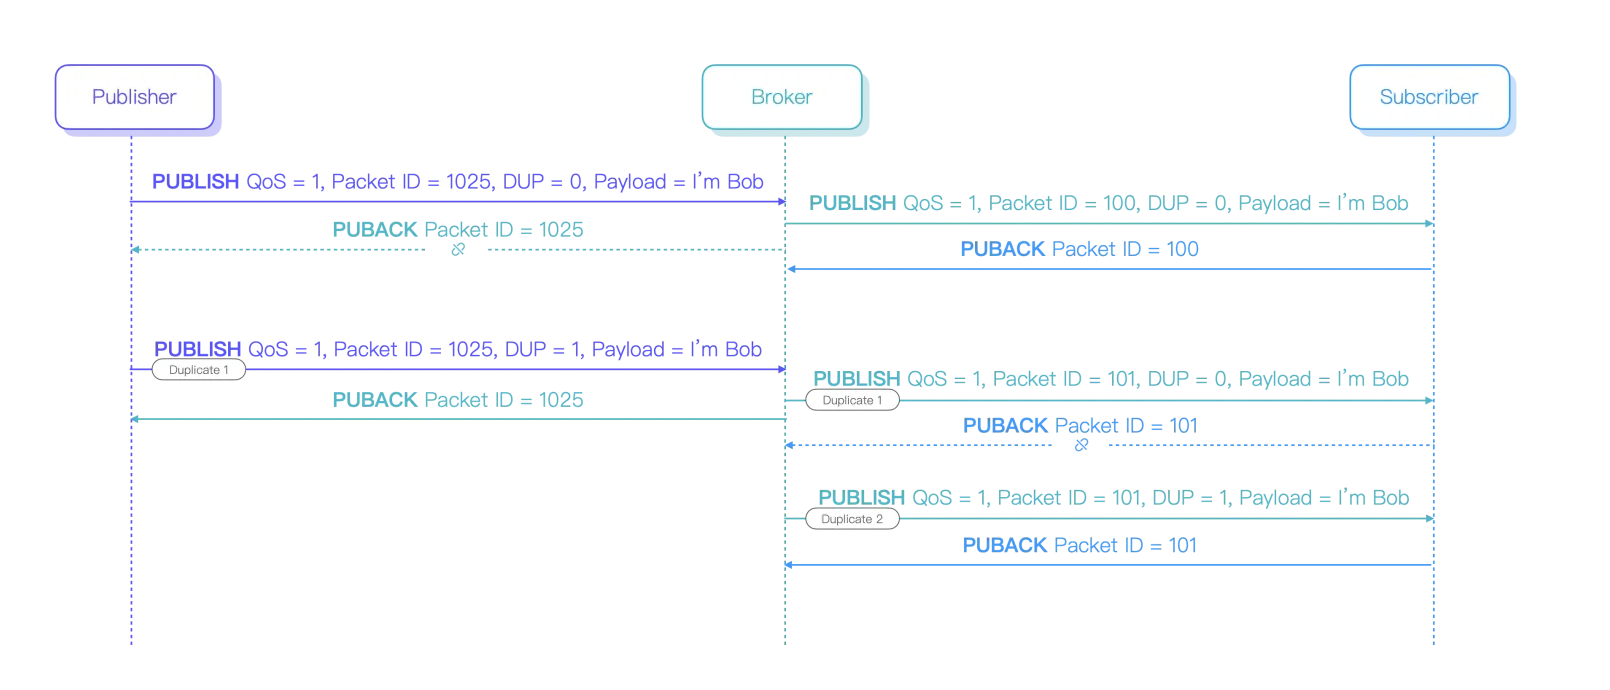 Publisher
Broker
Subscriber
PUBLISH QoS = 1, Packet ID = 1025, DUP = 0, Payload = I’m Bob
PUBLISH QoS = 1, Packet ID = 100, DUP = 0, Payload = I’m Bob
PUBACK Packet ID = 1025
PUBACK Packet ID = 100
PUBLISH QoS = 1, Packet ID = 1025, DUP = 1, Payload = I’m Bob
Duplicate 1
PUBLISH QoS = 1, Packet ID = 101, DUP = 0, Payload = I’m Bob
Duplicate 1
PUBACK Packet ID = 1025
PUBACK Packet ID = 101
PUBLISH QoS = 1, Packet ID = 101, DUP = 1, Payload = I’m Bob
Duplicate 2
PUBACK Packet ID = 101